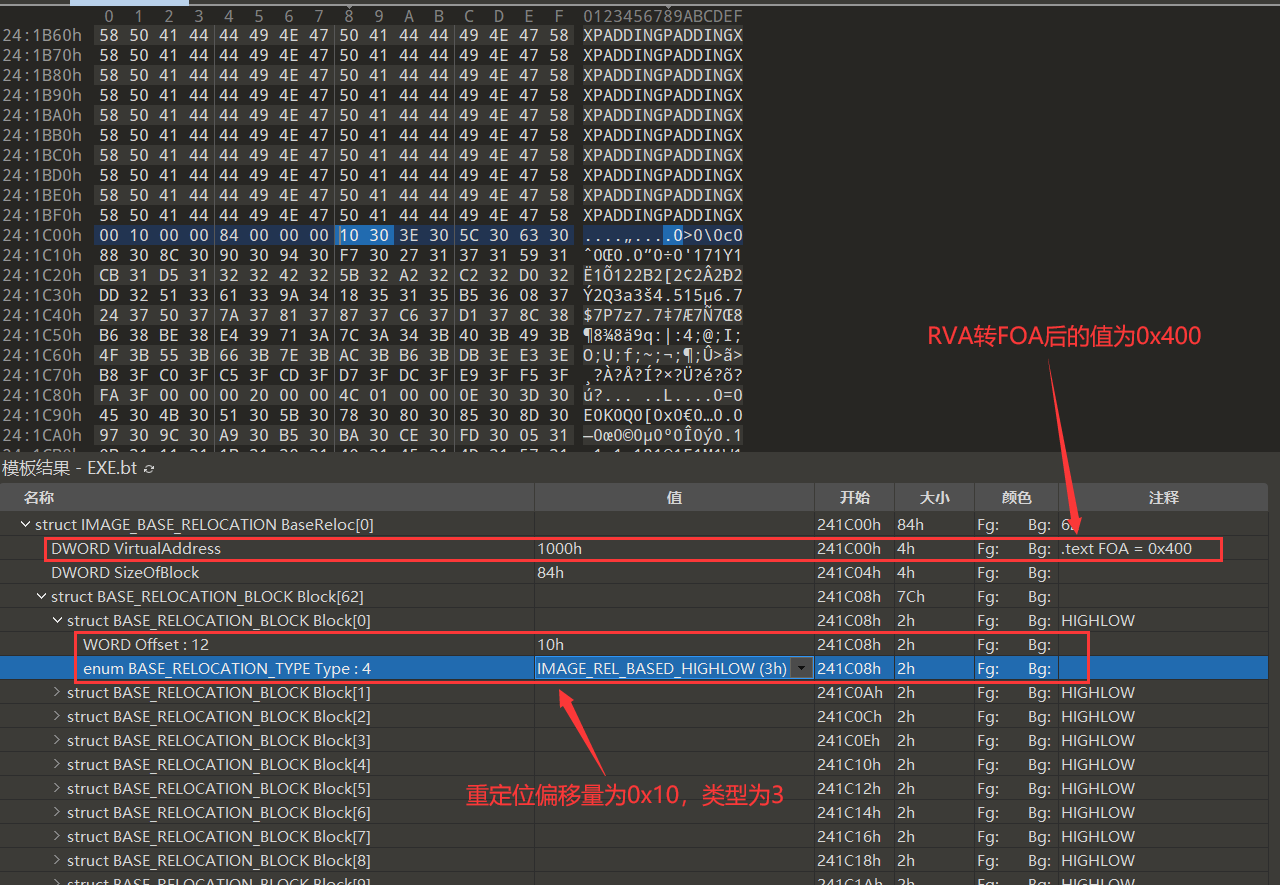 0 1 2 3 4 5 6 7 8 9 A B C D E F 0123456789ABCDEF
24:1B60h 58 50 41 44 44 49 4E 47 50 41 44 44 49 4E 47 58 XPADDINGPADDINGX
24:1B70h 58 50 41 44 44 49 4E 47 50 41 44 44 49 4E 47 58 XPADDINGPADDINGX
24:1B80h 58 50 41 44 44 49 4E 47 50 41 44 44 49 4E 47 58 XPADDINGPADDINGX
24:1B90h 58 50 41 44 44 49 4E 47 50 41 44 44 49 4E 47 58 XPADDINGPADDINGX
24:1BA0h 58 50 41 44 44 49 4E 47 50 41 44 44 49 4E 47 58 XPADDINGPADDINGX
24:1BB0h 58 50 41 44 44 49 4E 47 50 41 44 44 49 4E 47 58 XPADDINGPADDINGX
24:1BC0h 58 50 41 44 44 49 4E 47 50 41 44 44 49 4E 47 58 XPADDINGPADDINGX
24:1BD0h 58 50 41 44 44 49 4E 47 50 41 44 44 49 4E 47 58 XPADDINGPADDINGX
24:1BE0h 58 50 41 44 44 49 4E 47 50 41 44 44 49 4E 47 58 XPADDINGPADDINGX
24:1BF0h 58 50 41 44 44 49 4E 47 50 41 44 44 49 4E 47 58 XPADDINGPADDINGX
24:1C00h 00 10 00 00 84 00 00 00 10 30 3E 30 5C 30 63 30 ....„....0>0\0c0
24:1C10h 88 30 8C 30 90 30 94 30 F7 30 27 31 37 31 59 31 ˆ0Œ0.0”0÷0'171Y1
24:1C20h CB 31 D5 31 32 32 42 32 5B 32 A2 32 C2 32 D0 32 Ë1Õ122B2[2¢2Â2Ð2
24:1C30h DD 32 51 33 61 33 9A 34 18 35 31 35 B5 36 08 37 Ý2Q3a3š4.515µ6.7
24:1C40h 24 37 50 37 7A 37 81 37 87 37 C6 37 D1 37 8C 38 $7P7z7.7‡7Æ7Ñ7Œ8
24:1C50h B6 38 BE 38 E4 39 71 3A 7C 3A 34 3B 40 3B 49 3B ¶8¾8ä9q:|:4;@;I;
24:1C60h 4F 3B 55 3B 66 3B 7E 3B AC 3B B6 3B DB 3E E3 3E O;U;f;~;¬;¶;Û>ã>
24:1C70h B8 3F C0 3F C5 3F CD 3F D7 3F DC 3F E9 3F F5 3F ¸?À?Å?Í?×?Ü?é?õ?
24:1C80h FA 3F 00 00 00 20 00 00 4C 01 00 00 0E 30 3D 30 ú?... ..L....0=0
24:1C90h 45 30 4B 30 51 30 5B 30 78 30 80 30 85 30 8D 30 E0K0Q0[0x0€0…0.0
24:1CA0h 97 30 9C 30 A9 30 B5 30 BA 30 CE 30 FD 30 05 31 —0œ0©0µ0º0Î0ý0.1
RVA转FOA后的值为0x400
模板结果 - EXE.bt
名称 值 开始 大小 颜色 注释
struct IMAGE_BASE_RELOCATION BaseReloc[0] 241C00h 84h Fg: Bg:
DWORD VirtualAddress 1000h 241C00h 4h Fg: Bg: .text FOA = 0x400
DWORD SizeOfBlock 84h 241C04h 4h Fg: Bg:
struct BASE_RELOCATION_BLOCK Block[62] 241C08h 7Ch Fg: Bg:
struct BASE_RELOCATION_BLOCK Block[0] 241C08h 2h Fg: Bg: HIGHLOW
WORD Offset : 12 10h 241C08h 2h Fg: Bg:
enum BASE_RELOCATION_TYPE Type : 4 IMAGE_REL_BASED_HIGHLOW (3h) 241C08h 2h Fg: Bg:
struct BASE_RELOCATION_BLOCK Block[1] 241C0Ah 2h Fg: Bg: HIGHLOW
struct BASE_RELOCATION_BLOCK Block[2] 241C0Ch 2h Fg: Bg: HIGHLOW
struct BASE_RELOCATION_BLOCK Block[3] 241C0Eh 2h Fg: Bg: HIGHLOW
struct BASE_RELOCATION_BLOCK Block[4] 241C10h 2h Fg: Bg: HIGHLOW
struct BASE_RELOCATION_BLOCK Block[5] 241C12h 2h Fg: Bg: HIGHLOW
重定位偏移量为0x10，类型为3
struct BASE_RELOCATION_BLOCK Block[6] 241C14h 2h Fg: Bg: HIGHLOW
struct BASE_RELOCATION_BLOCK Block[7] 241C16h 2h Fg: Bg: HIGHLOW
struct BASE_RELOCATION_BLOCK Block[8] 241C18h 2h Fg: Bg: HIGHLOW
struct BASE_RELOCATION_BLOCK Block[9] 241C1Ah 2h Fg: Bg: HIGHLOW